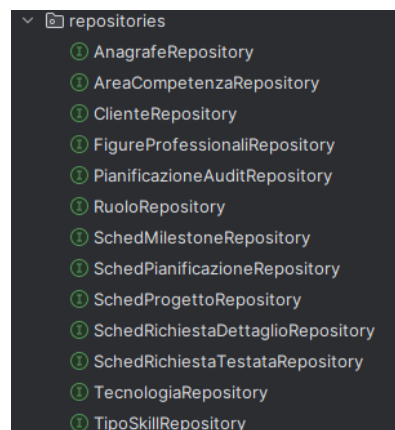 repositories
AnagrafeRepository
AreaCompetenzaRepository
ClienteRepository
FigureProfessionaliRepository
PianificazioneAuditRepository
RuoloRepository
SchedMilestoneRepository
SchedPianificazioneRepository
SchedProgettoRepository
SchedRichiestaDettaglioRepository
SchedRichiestaTestataRepository
TecnologiaRepository
TipoSkillRepository